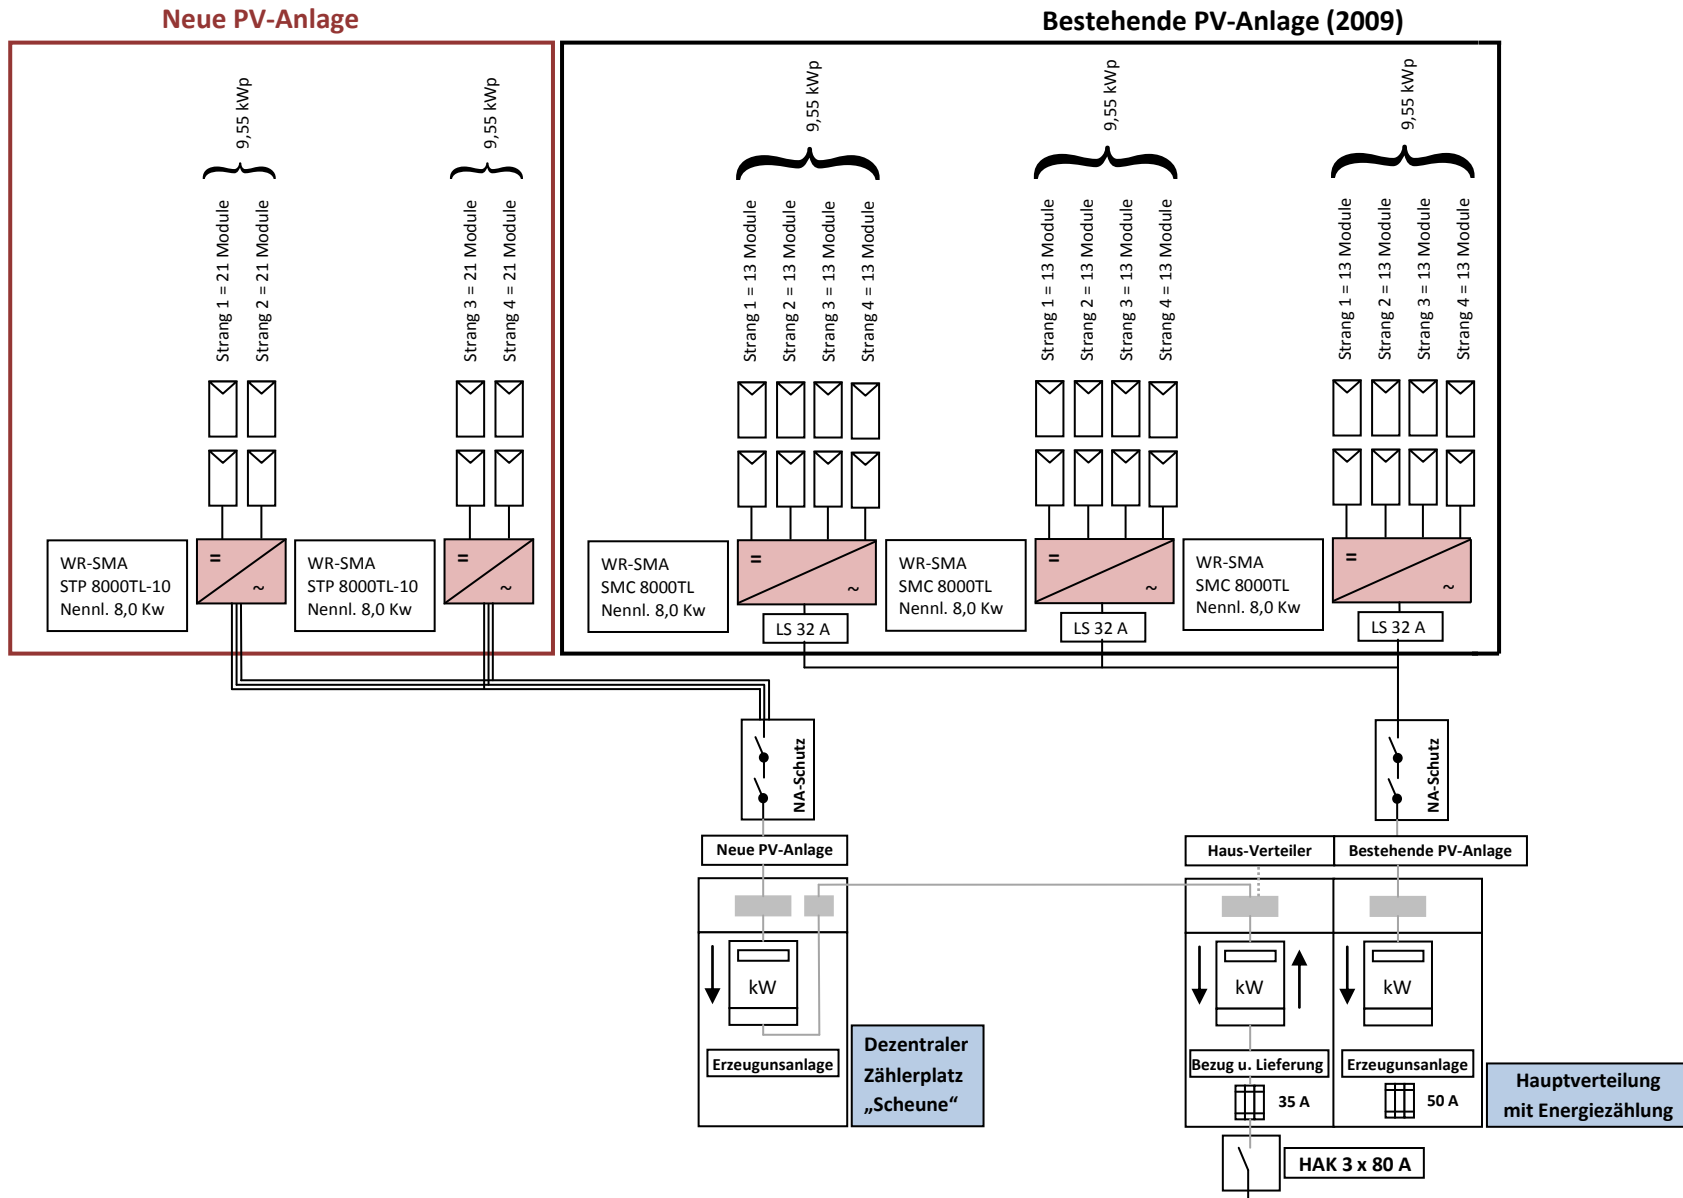 Neue PV-Anlage
Bestehende PV-Anlage (2009)
9,55 kWp
9,55 kWp
9,55 kWp
9,55 kWp
9,55 kWp
Strang 1 = 21 Module
Strang 2 = 21 Module
Strang 3 = 21 Module
Strang 4 = 21 Module
Strang 1 = 13 Module
Strang 2 = 13 Module
Strang 3 = 13 Module
Strang 4 = 13 Module
Strang 1 = 13 Module
Strang 2 = 13 Module
Strang 3 = 13 Module
Strang 4 = 13 Module
Strang 1 = 13 Module
Strang 2 = 13 Module
Strang 3 = 13 Module
Strang 4 = 13 Module
WR-SMA
STP 8000TL-10
Nennl. 8,0 Kw
= ~
WR-SMA
STP 8000TL-10
Nennl. 8,0 Kw
= ~
WR-SMA
SMC 8000TL
Nennl. 8,0 Kw
= ~
LS 32 A
WR-SMA
SMC 8000TL
Nennl. 8,0 Kw
= ~
LS 32 A
WR-SMA
SMC 8000TL
Nennl. 8,0 Kw
= ~
LS 32 A
NA-Schutz
NA-Schutz
Neue PV-Anlage
Haus-Verteiler
Bestehende PV-Anlage
kW
kW
kW
Erzeugunsanlage
Dezentraler
Zählerplatz
„Scheune“
Bezug u. Lieferung
35 A
Erzeugunsanlage
50 A
Hauptverteilung
mit Energiezählung
HAK 3 x 80 A